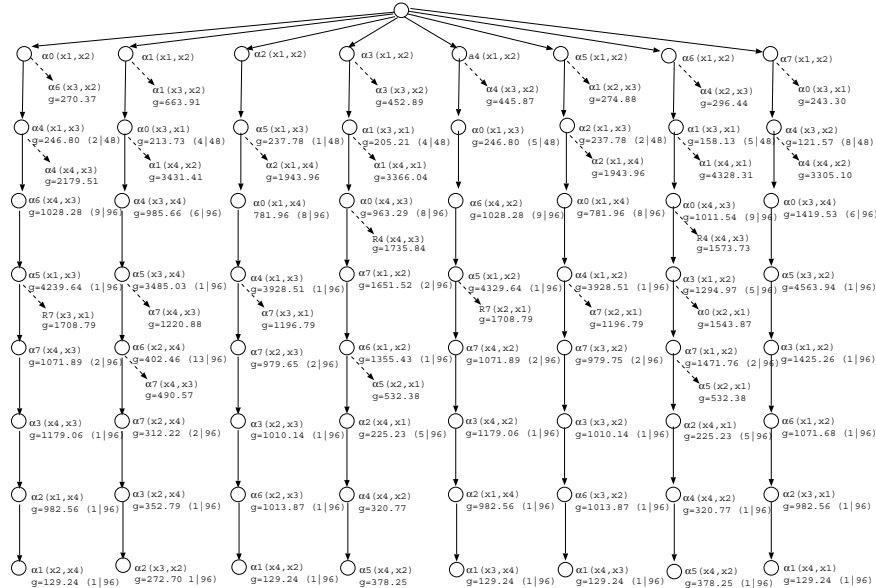 α0(x1,x2)
α6(x3,x2)
g=270.37
α1(x1,x2)
α1(x3,x2)
g=663.91
α2(x1,x2)
α3(x1,x2)
α3(x3,x2)
g=452.89
a4(x1,x2)
α4(x3,x2)
g=445.87
α5(x1,x2)
α1(x2,x3)
g=274.88
α6(x1,x2)
α4(x2,x3)
g=296.44
α7(x1,x2)
α0(x3,x1)
g=243.30
α4(x1,x3)
g=246.80 (2|48)
α4(x4,x3)
g=2179.51
α0(x3,x1)
g=213.73 (4|48)
α1(x4,x2)
g=3431.41
α5(x1,x3)
g=237.78 (1|48)
α2(x1,x4)
g=1943.96
α1(x3,x1)
g=205.21 (4|48)
α1(x4,x1)
g=3366.04
α0(x1,x3)
g=246.80 (5|48)
α2(x1,x3)
g=237.78 (2|48)
α2(x1,x4)
g=1943.96
α1(x3,x1)
g=158.13 (5|48)
α1(x4,x1)
g=4328.31
α4(x3,x2)
g=121.57 (8|48)
α4(x4,x2)
g=3305.10
α6(x4,x3)
g=1028.28 (9|96)
α4(x3,x4)
g=985.66 (6|96)
α0(x1,x4)
781.96 (8|96)
α0(x4,x3)
g=963.29 (8|96)
R4(x4,x3)
g=1735.84
α6(x4,x2)
g=1028.28 (9|96)
α0(x1,x4)
g=781.96 (8|96)
α0(x4,x3)
g=1011.54 (9|96)
R4(x4,x3)
g=1573.73
α0(x3,x4)
g=1419.53 (6|96)
α5(x1,x3)
g=4239.64 (1|96)
R7(x3,x1)
g=1708.79
α5(x3,x4)
g=3485.03 (1|96)
α7(x4,x3)
g=1220.88
α4(x1,x3)
g=3928.51 (1|96)
α7(x3,x1)
g=1196.79
α7(x1,x2)
g=1651.52 (2|96)
α5(x1,x2)
g=4329.64 (1|96)
R7(x2,x1)
g=1708.79
α4(x1,x2)
g=3928.51 (1|96)
α7(x2,x1)
g=1196.79
α3(x1,x2)
g=1294.97 (5|96)
α0(x2,x1)
g=1543.87
α5(x3,x2)
g=4563.94 (1|96)
α7(x4,x3)
g=1071.89 (2|96)
α6(x2,x4)
g=402.46 (13|96)
α7(x4,x3)
g=490.57
α7(x2,x3)
g=979.65 (2|96)
α6(x1,x2)
g=1355.43 (1|96)
α5(x2,x1)
g=532.38
α7(x4,x2)
g=1071.89 (2|96)
α7(x3,x2)
g=979.75 (2|96)
α7(x1,x2)
g=1471.76 (2|96)
α5(x2,x1)
g=532.38
α3(x1,x2)
g=1425.26 (1|96)
α3(x4,x3)
g=1179.06 (1|96)
α7(x2,x4)
g=312.22 (2|96)
α3(x2,x3)
g=1010.14 (1|96)
α2(x4,x1)
g=225.23 (5|96)
α3(x4,x2)
g=1179.06 (1|96)
α3(x3,x2)
g=1010.14 (1|96)
α2(x4,x1)
g=225.23 (5|96)
α6(x1,x2)
g=1071.68 (1|96)
α2(x1,x4)
g=982.56 (1|96)
α3(x2,x4)
g=352.79 (1|96)
α6(x2,x3)
g=1013.87 (1|96)
α4(x4,x2)
g=320.77
α2(x1,x4)
g=982.56 (1|96)
α6(x3,x2)
g=1013.87 (1|96)
α4(x4,x2)
g=320.77 (1|96)
α2(x3,x1)
g=982.56 (1|96)
α1(x2,x4)
g=129.24 (1|96)
α2(x3,x2)
g=272.70 1|96)
α1(x4,x2)
g=129.24 (1|96)
α5(x4,x2)
g=378.25
α1(x3,x4)
g=129.24 (1|96)
α1(x4,x3)
g=129.24 (1|96)
α5(x4,x2)
g=378.25 (1|96)
α1(x4,x1)
g=129.24 (1|96)